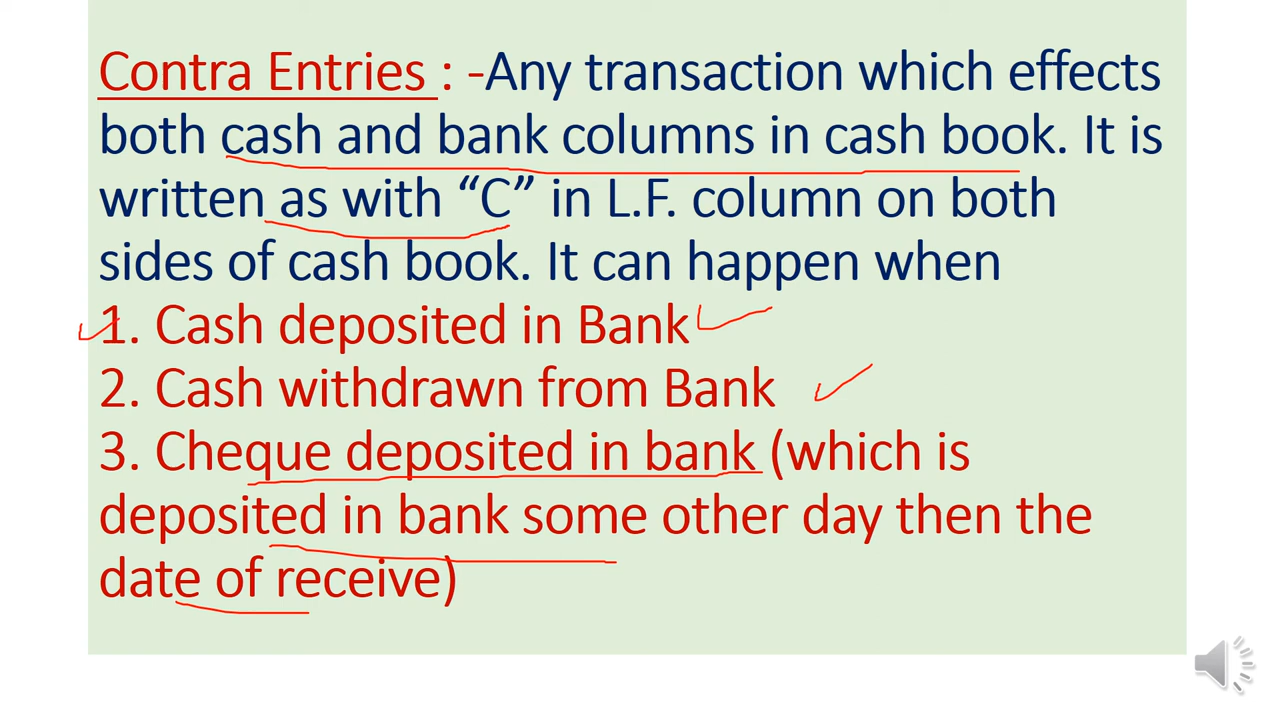 Contra Entries : -Any transaction which effects
both cash and bank columns in cash book. It is
written as with “C” in L.F. column on both
sides of cash book. It can happen when
1. Cash deposited in Bank
2. Cash withdrawn from Bank
3. Cheque deposited in bank (which is
deposited in bank some other day then the
date of receive)